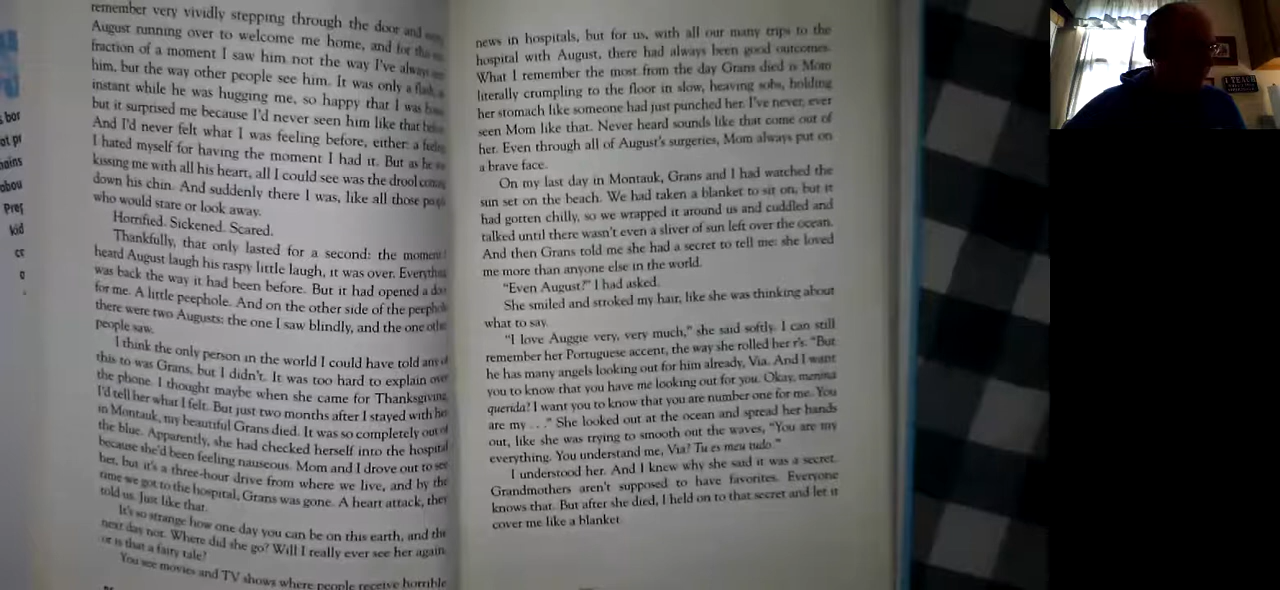 remember very vividly stepping through the door and
August running over to welcome me home, and for the
fraction of a moment I saw him not the way I've always
him, but the way other people see him. It was only a flash, a
instant while he was hugging me, so happy that I was
but it surprised me because I'd never seen him like that
And I'd never felt what I was feeling before, either: a
I hated myself for having the moment I had it. But as he
kissing me with all his heart, all I could see was the drool
down his chin. And suddenly there I was, like all those
who would stare or look away.
Horrified. Sickened. Scared.
Thankfully, that only lasted for a second: the moment
heard August laugh his raspy little laugh, it was over. Everything
was back the way it had been before. But it had opened a
for me. A little peephole. And on the other side of the peephole
there were two Augusts: the one I saw blindly, and the one
people saw.
I think the only person in the world I could have told any of
this to was Grans, but I didn't. It was too hard to explain over
the phone. I thought maybe when she came for Thanksgiving
I'd tell her what I felt. But just two months after I stayed with her
in Montauk, my beautiful Grans died. It was so completely out of
the blue. Apparently, she had checked herself into the hospital
because she'd been feeling nauseous. Mom and I drove out to see
her, but it's a three-hour drive from where we live, and by the
time we got to the hospital, Grans was gone. A heart attack, they
told us. Just like that.
It's so strange how one day you can be on this earth, and the
next day not. Where did she go? Will I really ever see her again
or is that a fairy tale?
You see movies and TV shows where people receive horrible
news in hospitals, but for us, with all our many trips to the
hospital with August, there had always been good outcomes.
What I remember the most from the day Grans died is Mom
literally crumpling to the floor in slow, heaving sobs, holding
her stomach like someone had just punched her. I've never, ever
seen Mom like that. Never heard sounds like that come out of
her. Even through all of August's surgeries, Mom always put on
a brave face.
On my last day in Montauk, Grans and I had watched the
sun set on the beach. We had taken a blanket to sit on, but it
had gotten chilly, so we wrapped it around us and cuddled and
talked until there wasn't even a sliver of sun left over the ocean.
And then Grans told me she had a secret to tell me: she loved
me more than anyone else in the world.
"Even August?" I had asked.
She smiled and stroked my hair, like she was thinking about
what to say.
"I love Auggie very, very much," she said softly. I can still
remember her Portuguese accent, the way she rolled her r's. "But
he has many angels looking out for him already, Via. And I want
you to know that you have me looking out for you. Okay, menina
querida? I want you to know that you are number one for me. You
are my . . ." She looked out at the ocean and spread her hands
out, like she was trying to smooth out the waves, "You are my
everything. You understand me, Via? Tu es meu tudo."
I understood her. And I knew why she said it was a secret.
Grandmothers aren't supposed to have favorites. Everyone
knows that. But after she died, I held on to that secret and let it
cover me like a blanket
I TEACH